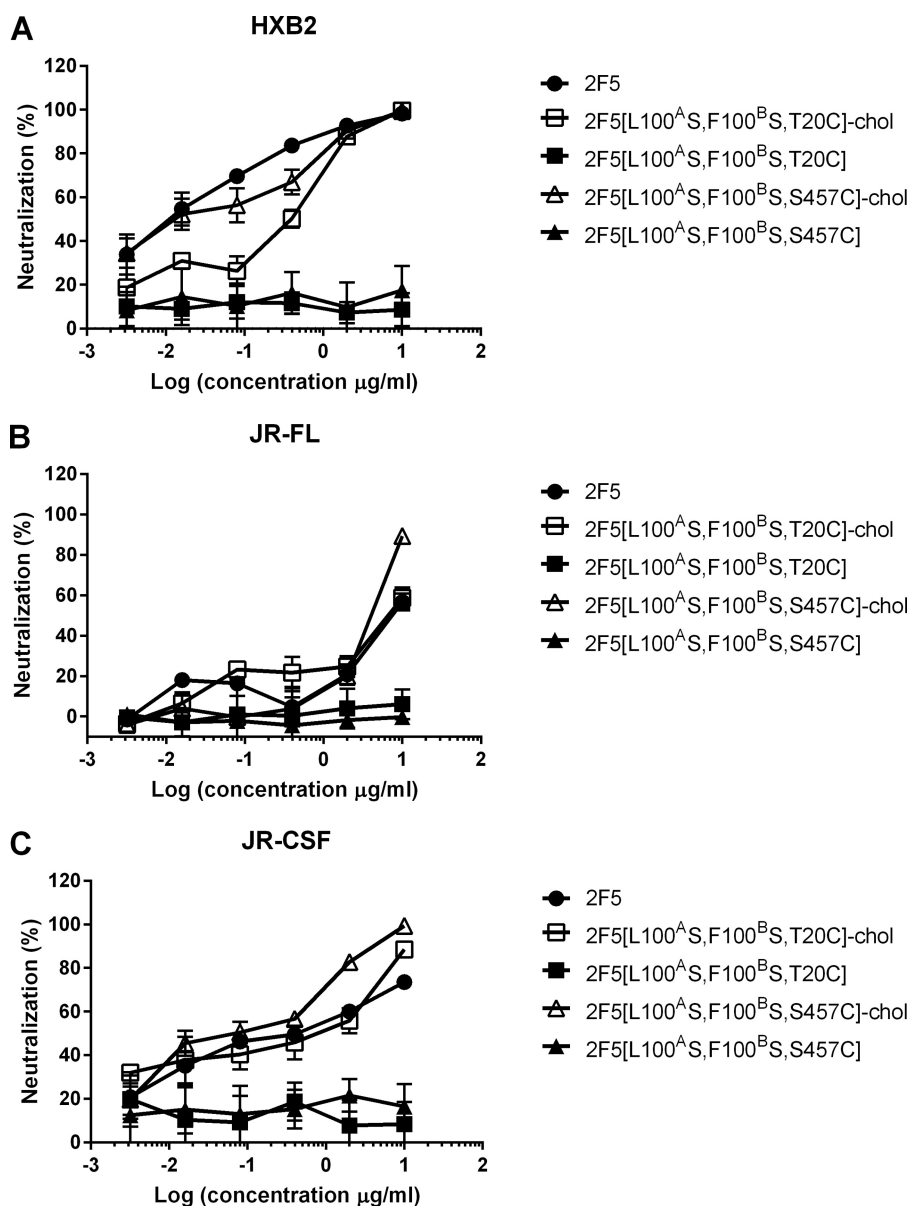 A
HXB2
120
100
80
60
40
20
0
-3 -2 -1 0 1 2
Neutralization (%)
Log (concentration μg/ml)
2F5
2F5[L100ᴬS,F100ᴮS,T20C]-chol
2F5[L100ᴬS,F100ᴮS,T20C]
2F5[L100ᴬS,F100ᴮS,S457C]-chol
2F5[L100ᴬS,F100ᴮS,S457C]
B
JR-FL
120
100
80
60
40
20
0
-3 -2 -1 0 1 2
Neutralization (%)
Log (concentration μg/ml)
2F5
2F5[L100ᴬS,F100ᴮS,T20C]-chol
2F5[L100ᴬS,F100ᴮS,T20C]
2F5[L100ᴬS,F100ᴮS,S457C]-chol
2F5[L100ᴬS,F100ᴮS,S457C]
C
JR-CSF
120
100
80
60
40
20
0
-3 -2 -1 0 1 2
Neutralization (%)
Log (concentration μg/ml)
2F5
2F5[L100ᴬS,F100ᴮS,T20C]-chol
2F5[L100ᴬS,F100ᴮS,T20C]
2F5[L100ᴬS,F100ᴮS,S457C]-chol
2F5[L100ᴬS,F100ᴮS,S457C]